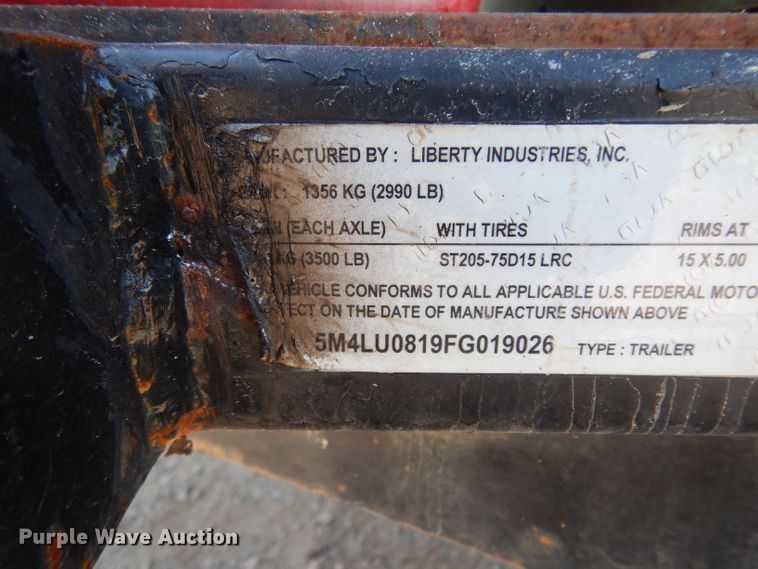 MANUFACTURED BY : LIBERTY INDUSTRIES, INC.
1356 KG (2990 LB)
(EACH AXLE) WITH TIRES RIMS AT
KG (3500 LB) ST205-75D15 LRC 15 X 5.00
VEHICLE CONFORMS TO ALL APPLICABLE U.S. FEDERAL MOTO
ECT ON THE DATE OF MANUFACTURE SHOWN ABOVE
5M4LU0819FG019026 TYPE : TRAILER
Purple Wave Auction